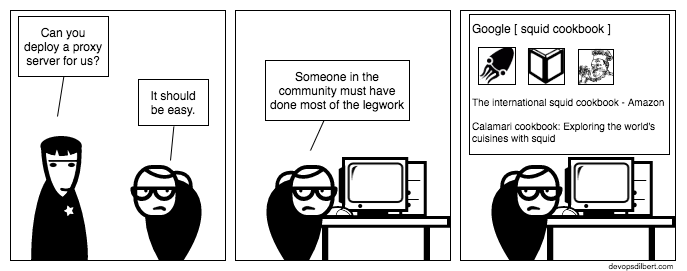 Can you
deploy a proxy
server for us?
It should
be easy.
Someone in the
community must have
done most of the legwork
Google [ squid cookbook ]
The international squid cookbook - Amazon
Calamari cookbook: Exploring the world's
cuisines with squid
devopsdilbert.com